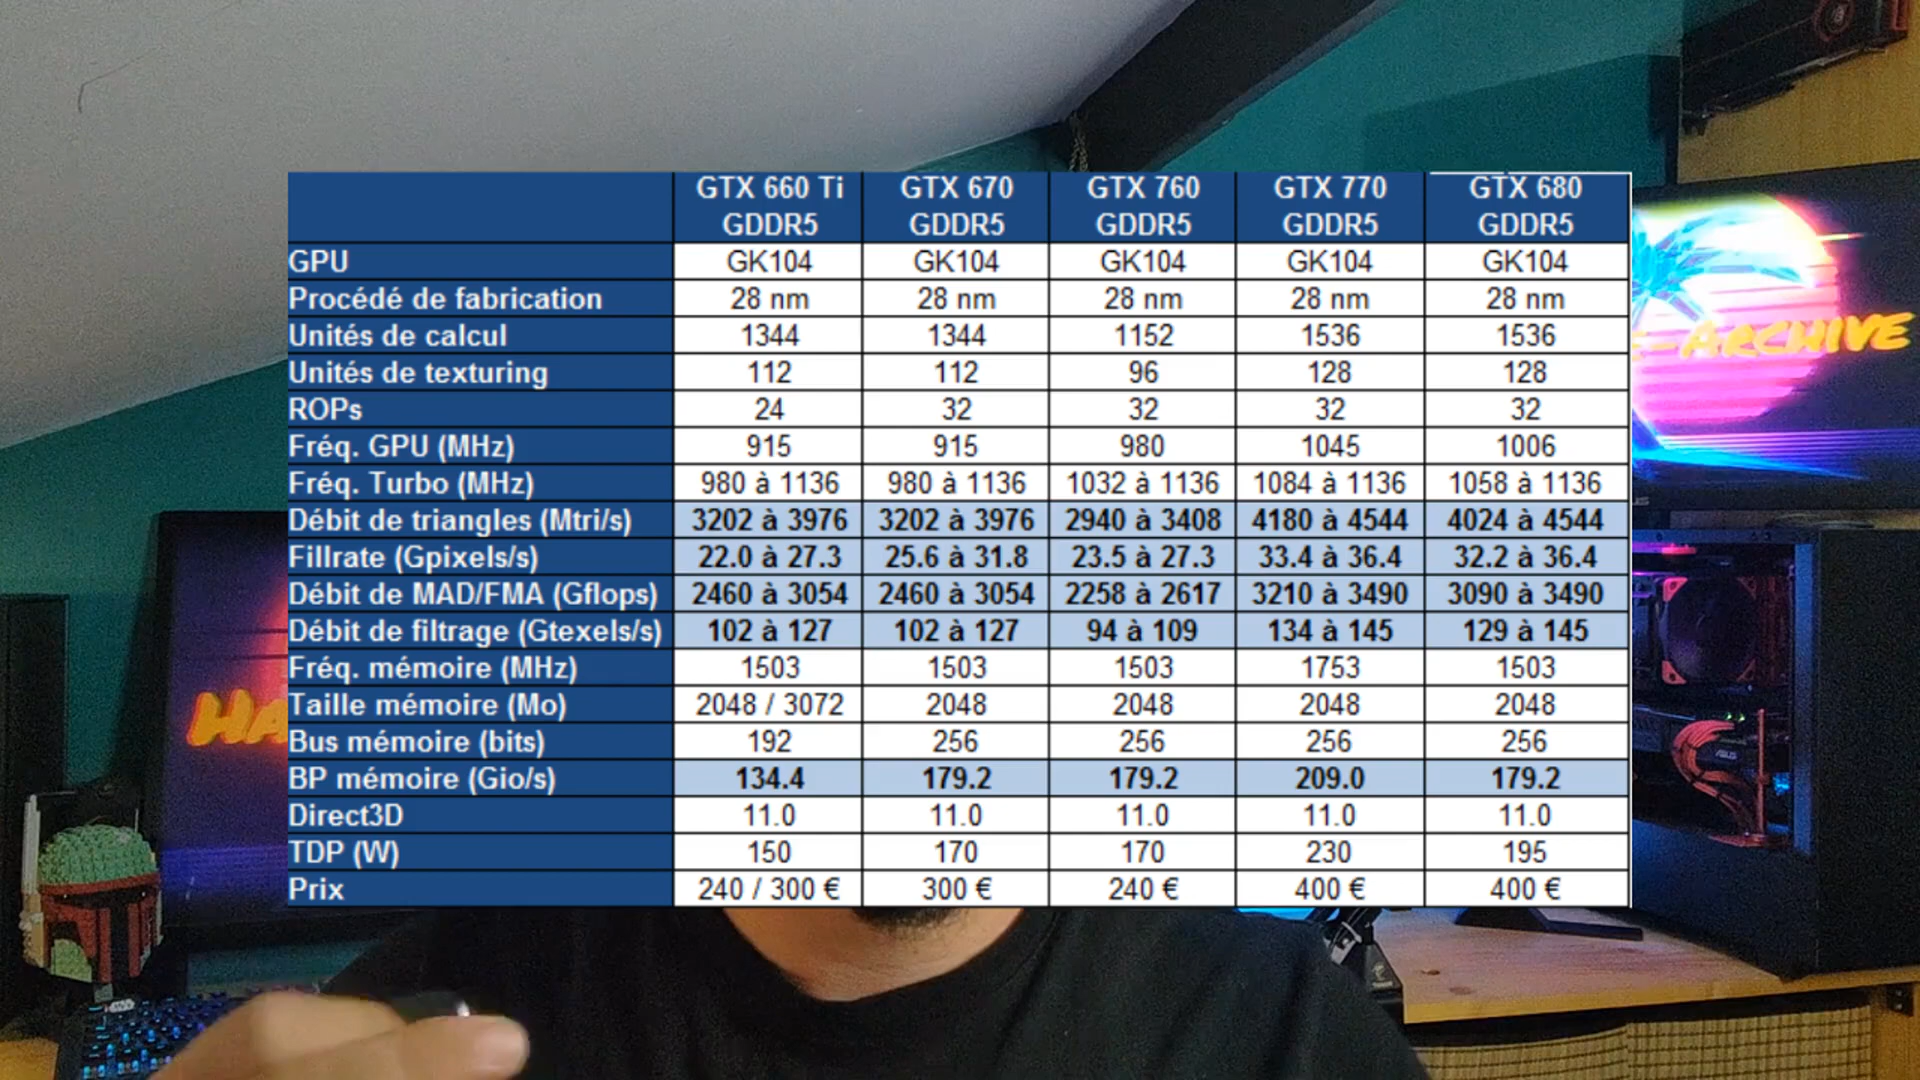 GTX 660 Ti GTX 670 GTX 760 GTX 770 GTX 680
GDDR5 GDDR5 GDDR5 GDDR5 GDDR5
GPU GK104 GK104 GK104 GK104 GK104
Procédé de fabrication 28 nm 28 nm 28 nm 28 nm 28 nm
Unités de calcul 1344 1344 1152 1536 1536
Unités de texturing 112 112 96 128 128
ROPs 24 32 32 32 32
Fréq. GPU (MHz) 915 915 980 1045 1006
Fréq. Turbo (MHz) 980 à 1136 980 à 1136 1032 à 1136 1084 à 1136 1058 à 1136
Débit de triangles (Mtri/s) 3202 à 3976 3202 à 3976 2940 à 3408 4180 à 4544 4024 à 4544
Fillrate (Gpixels/s) 22.0 à 27.3 25.6 à 31.8 23.5 à 27.3 33.4 à 36.4 32.2 à 36.4
Débit de MAD/FMA (Gflops) 2460 à 3054 2460 à 3054 2258 à 2617 3210 à 3490 3090 à 3490
Débit de filtrage (Gtexels/s) 102 à 127 102 à 127 94 à 109 134 à 145 129 à 145
Fréq. mémoire (MHz) 1503 1503 1503 1753 1503
Taille mémoire (Mo) 2048 / 3072 2048 2048 2048 2048
Bus mémoire (bits) 192 256 256 256 256
BP mémoire (Gio/s) 134.4 179.2 179.2 209.0 179.2
Direct3D 11.0 11.0 11.0 11.0 11.0
TDP (W) 150 170 170 230 195
Prix 240 / 300 € 300 € 240 € 400 € 400 €
-ARCHIVE
HA